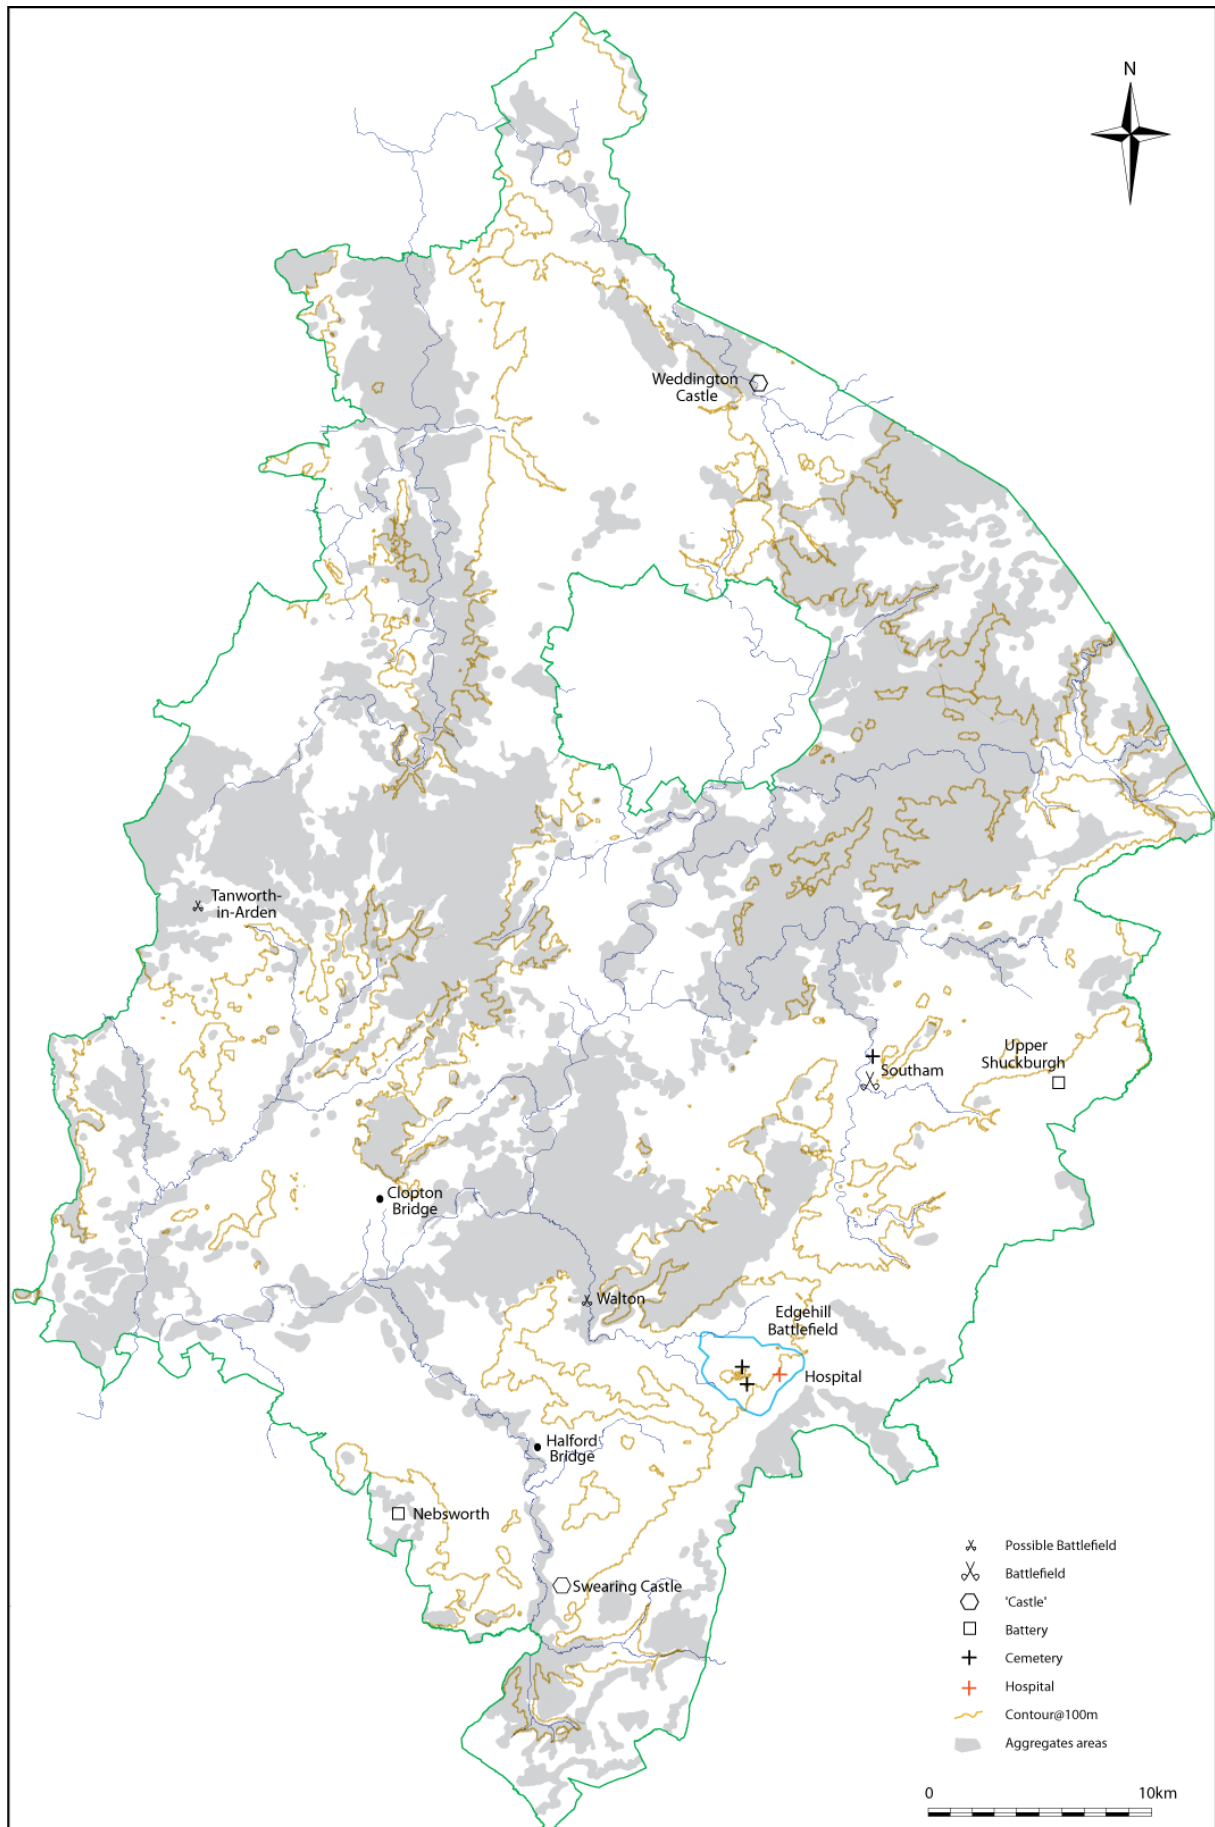 N
Weddington
Castle
Tanworth-
in-Arden
Upper
Shuckburgh
Southam
Clopton
Bridge
Walton
Edgehill
Battlefield
Hospital
Halford
Bridge
Nebsworth
Swearing Castle
Possible Battlefield
Battlefield
'Castle'
Battery
Cemetery
Hospital
Contour@100m
Aggregates areas
0 10km